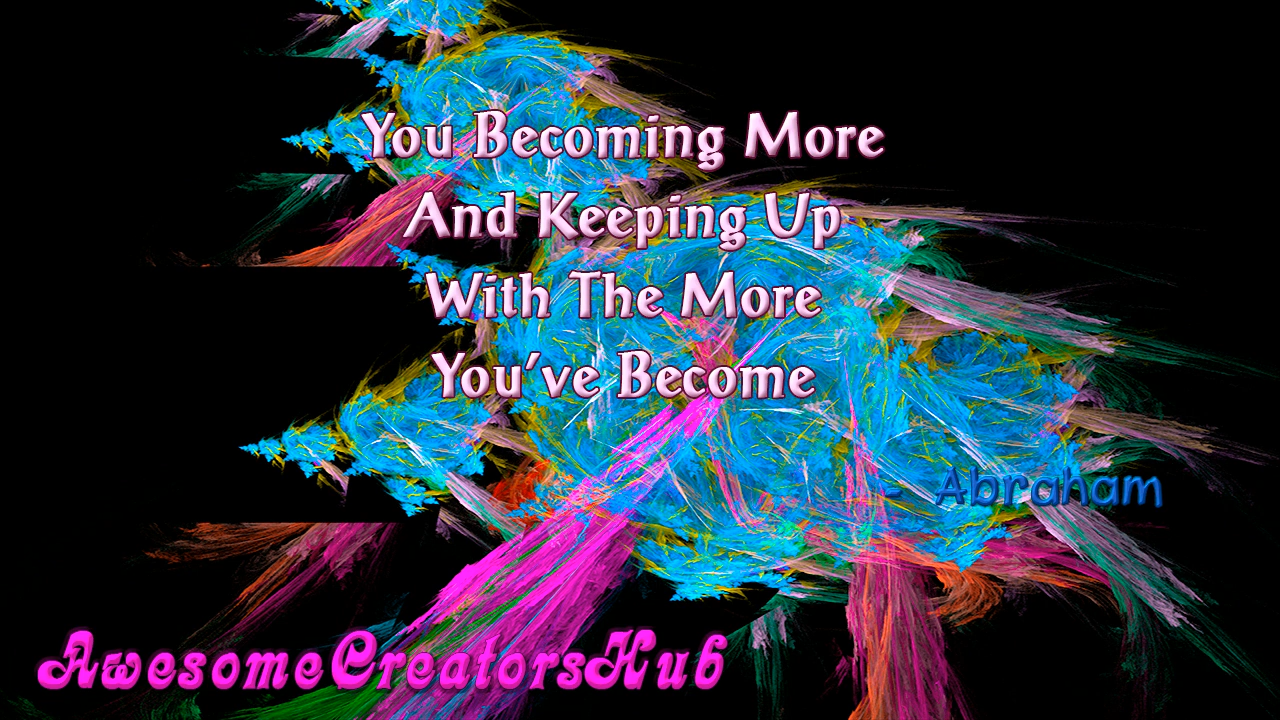 You Becoming More
And Keeping Up
With The More
You've Become
- Abraham
AwesomeCreatorsHub